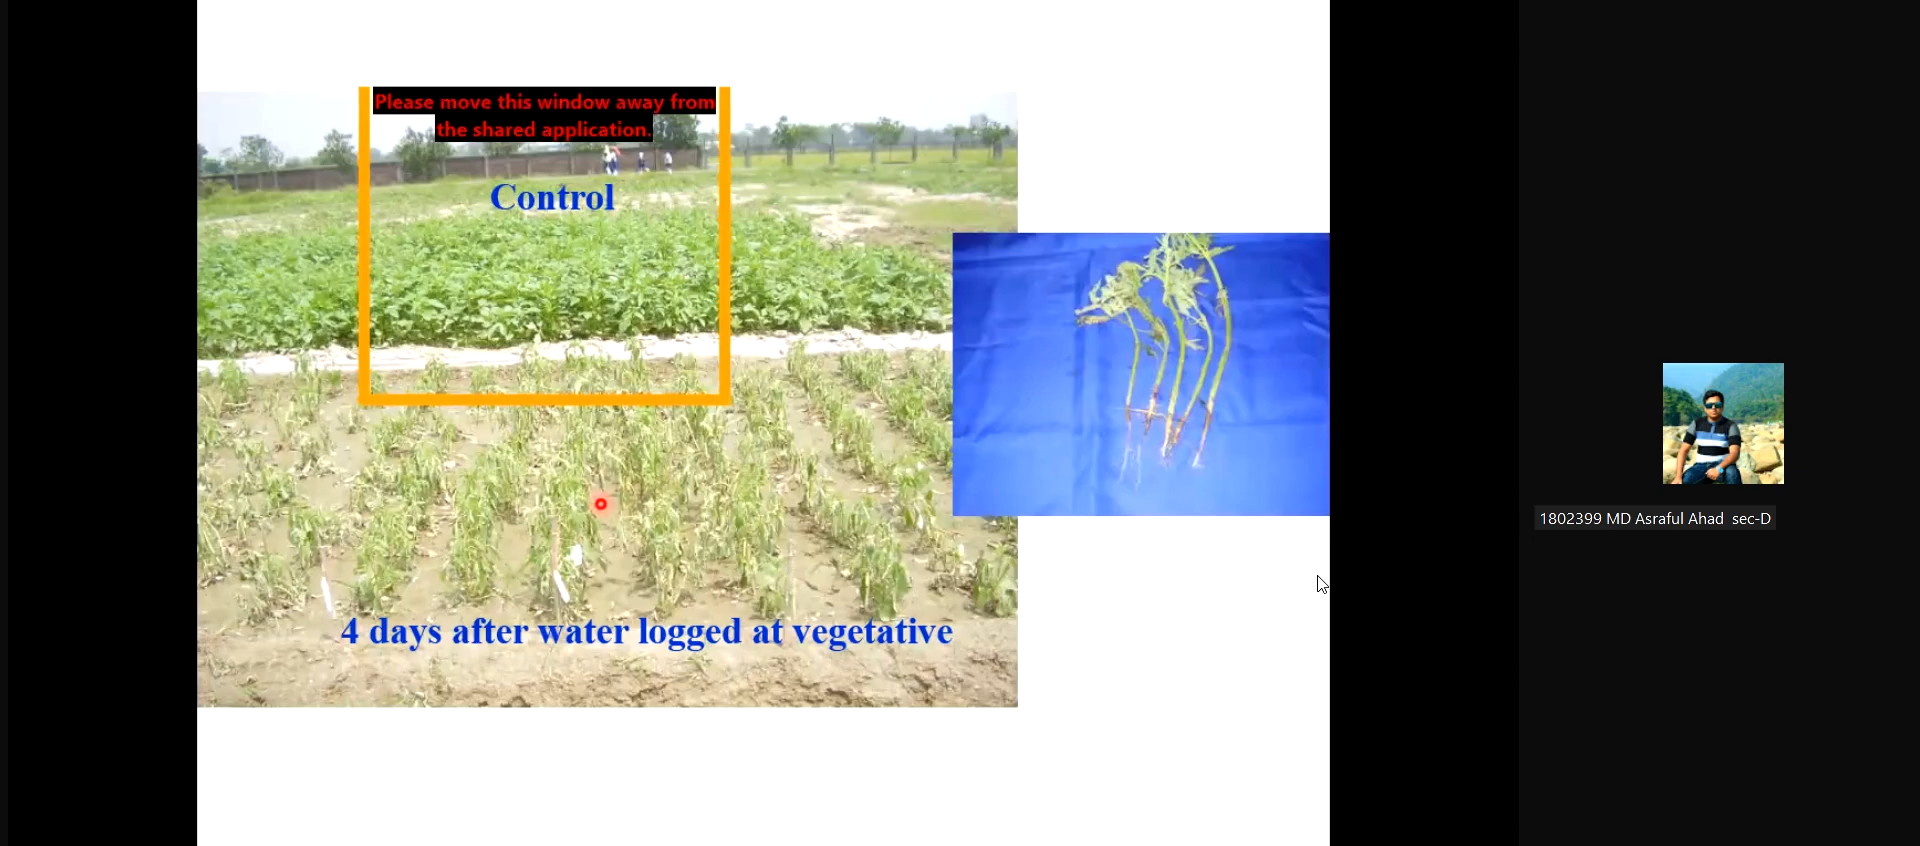 Please move this window away from
the shared application.
Control
4 days after water logged at vegetative
1802399 MD Asraful Ahad sec-D